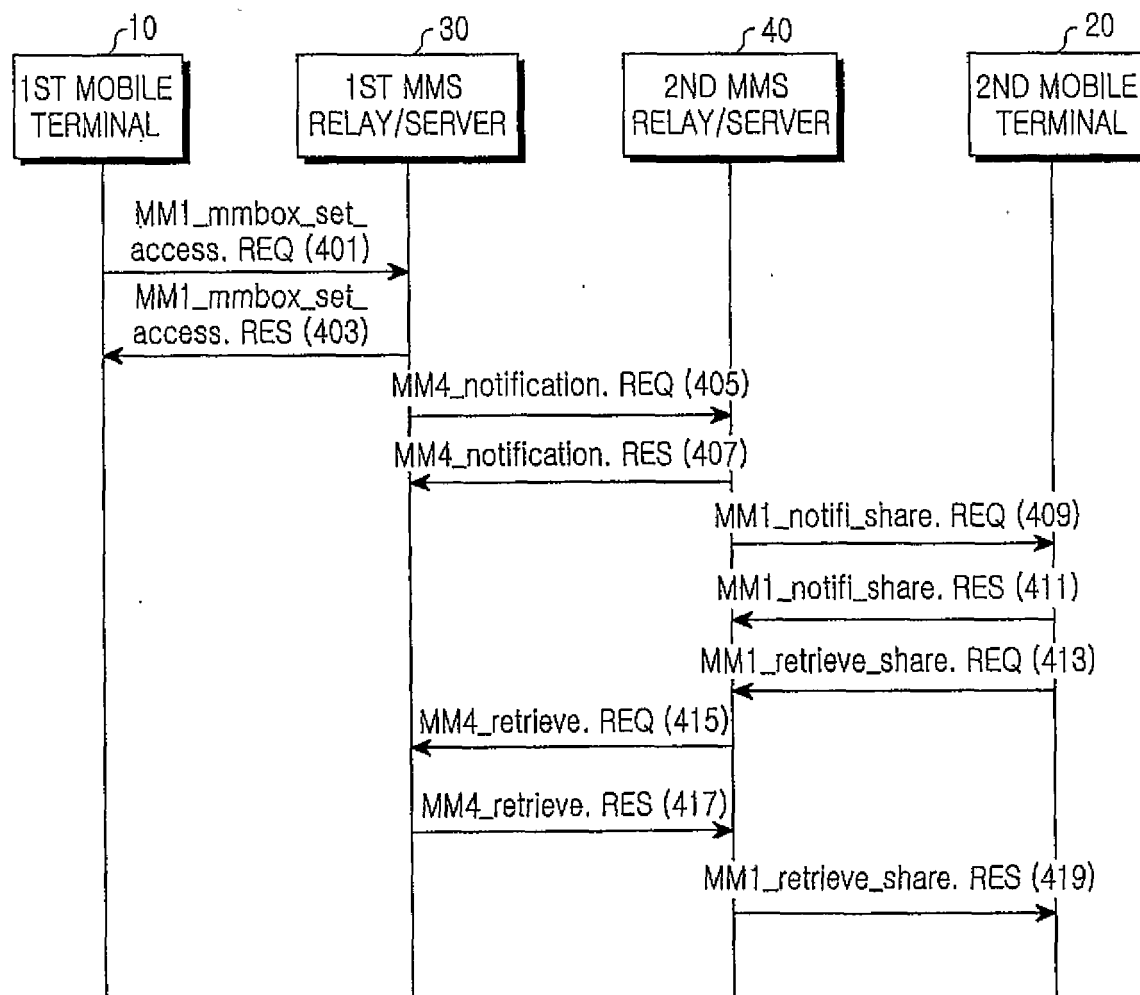 10
30
40
20
1ST MOBILE
TERMINAL
1ST MMS
RELAY/SERVER
2ND MMS
RELAY/SERVER
2ND MOBILE
TERMINAL
MM1_mmbox_set_
access. REQ (401)
MM1_mmbox_set_
access. RES (403)
MM4_notification. REQ (405)
MM4_notification. RES (407)
MM1_notifi_share. REQ (409)
MM1_notifi_share. RES (411)
MM1_retrieve_share. REQ (413)
MM4_retrieve. REQ (415)
MM4_retrieve. RES (417)
MM1_retrieve_share. RES (419)